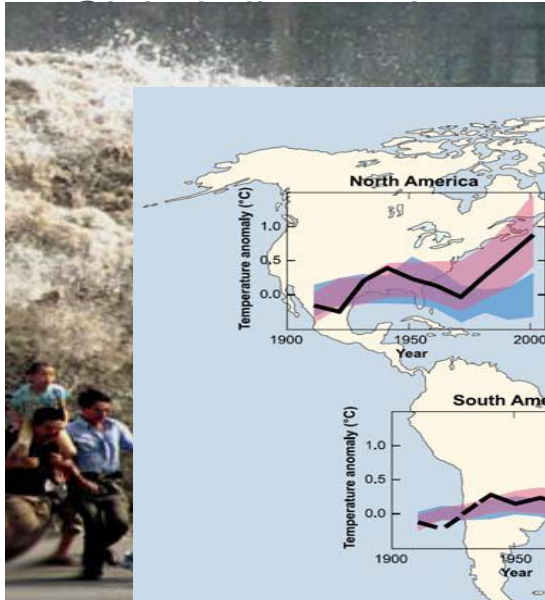 North America
Temperature anomaly (°C)
1.0
0.5
0.0
1900 1950 2000
Year
South Ame
Temperature anomaly (°C)
1.0
0.5
0.0
1900 1950
Year